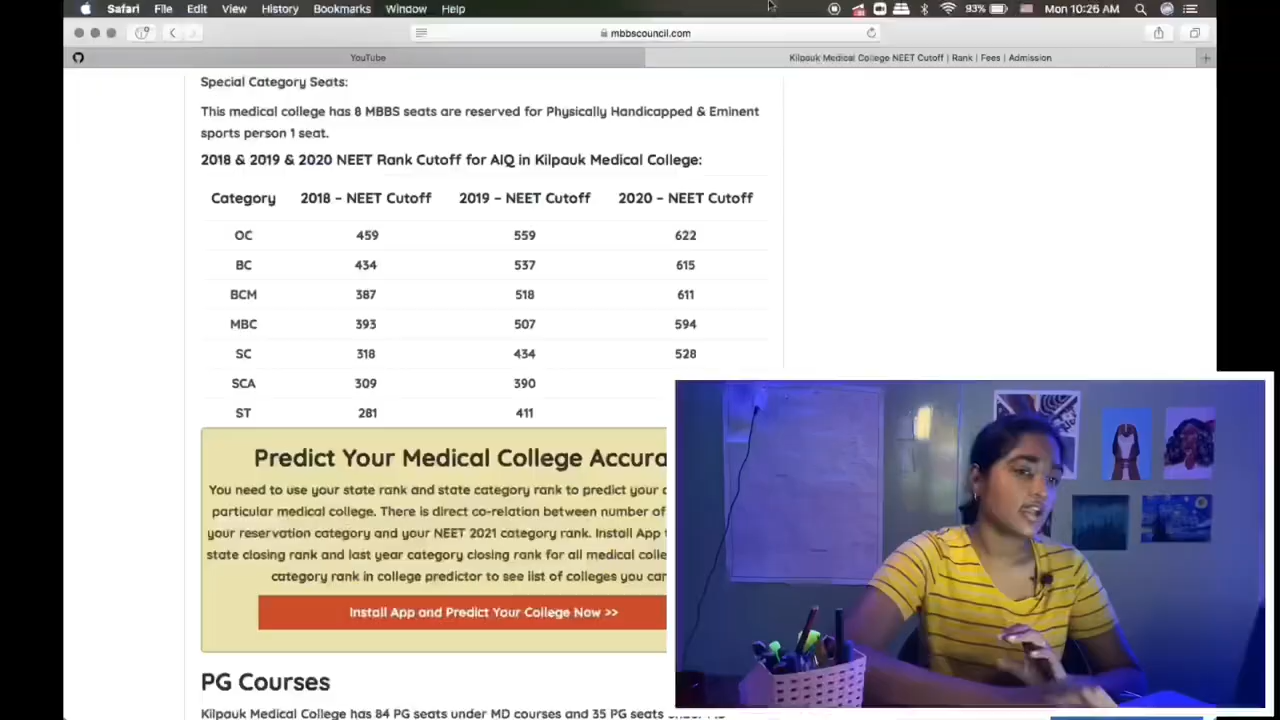 Safari File Edit View History Bookmarks Window Help 93% Mon 10:26 AM
mbbscouncil.com
YouTube Kilpauk Medical College NEET Cutoff | Rank | Fees | Admission
Special Category Seats:
This medical college has 8 MBBS seats are reserved for Physically Handicapped & Eminent
sports person 1 seat.
2018 & 2019 & 2020 NEET Rank Cutoff for AIQ in Kilpauk Medical College:
Category 2018 – NEET Cutoff 2019 – NEET Cutoff 2020 – NEET Cutoff
OC 459 559 622
BC 434 537 615
BCM 387 518 611
MBC 393 507 594
SC 318 434 528
SCA 309 390
ST 281 411
Predict Your Medical College Accura
You need to use your state rank and state category rank to predict your
particular medical college. There is direct co-relation between number of
your reservation category and your NEET 2021 category rank. Install App
state closing rank and last year category closing rank for all medical colle
category rank in college predictor to see list of colleges you can
Install App and Predict Your College Now >>
PG Courses
Kilpauk Medical College has 84 PG seats under MD courses and 35 PG seats